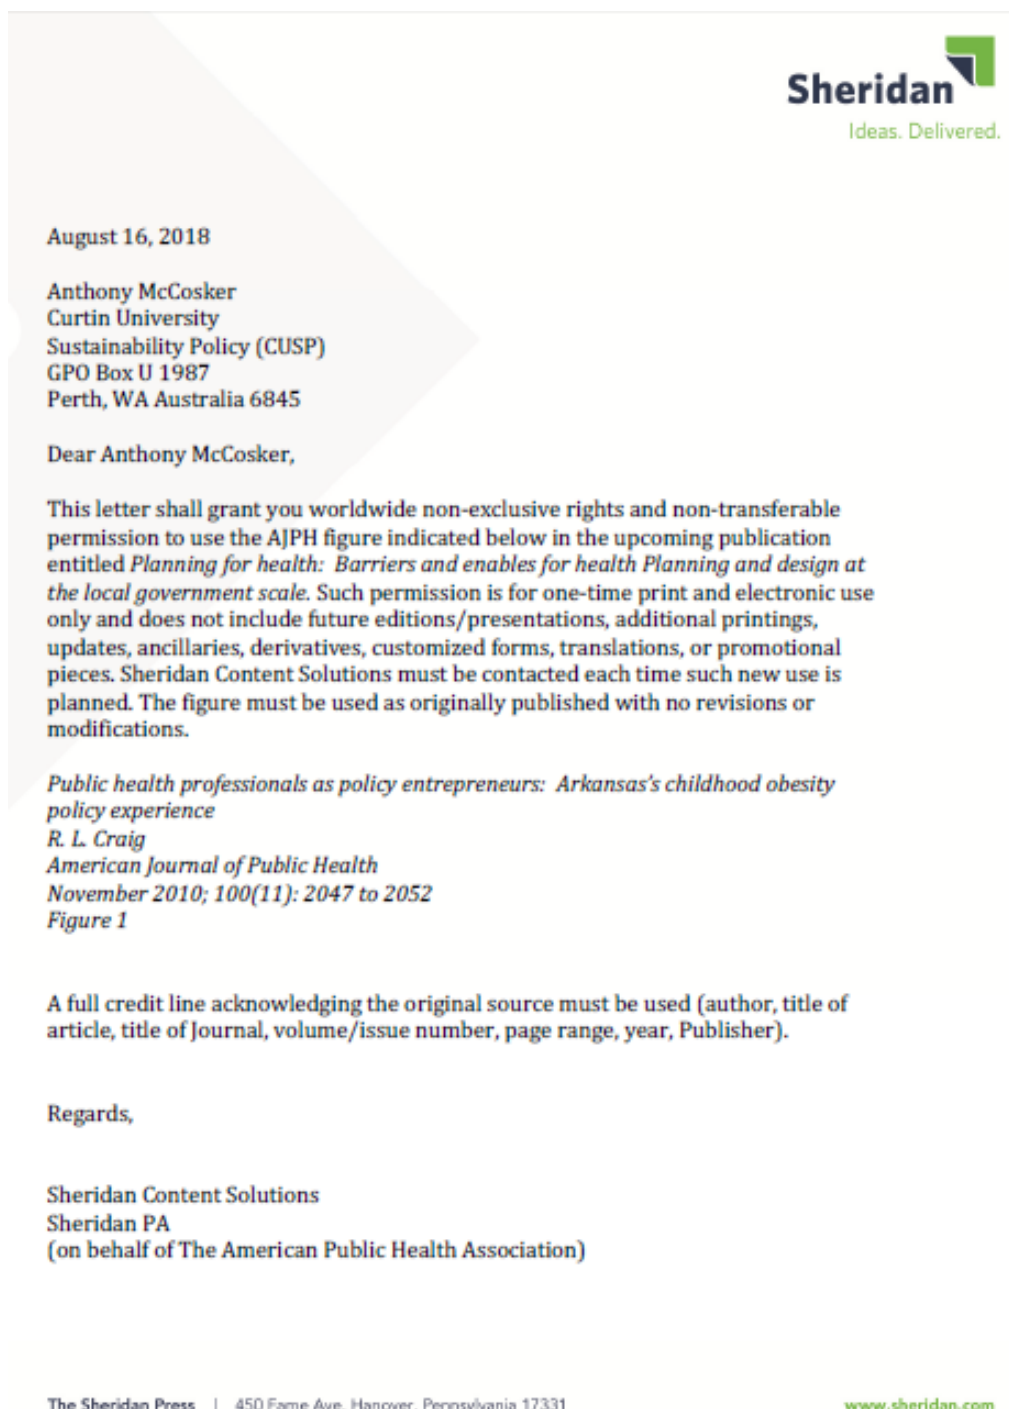 Sheridan
Ideas. Delivered.
August 16, 2018
Anthony McCosker
Curtin University
Sustainability Policy (CUSP)
GPO Box U 1987
Perth, WA Australia 6845
Dear Anthony McCosker,
This letter shall grant you worldwide non-exclusive rights and non-transferable
permission to use the AJPH figure indicated below in the upcoming publication
entitled Planning for health:  Barriers and enables for health Planning and design at
the local government scale. Such permission is for one-time print and electronic use
only and does not include future editions/presentations, additional printings,
updates, ancillaries, derivatives, customized forms, translations, or promotional
pieces. Sheridan Content Solutions must be contacted each time such new use is
planned. The figure must be used as originally published with no revisions or
modifications.
Public health professionals as policy entrepreneurs:  Arkansas's childhood obesity
policy experience
R. L. Craig
American Journal of Public Health
November 2010; 100(11): 2047 to 2052
Figure 1
A full credit line acknowledging the original source must be used (author, title of
article, title of Journal, volume/issue number, page range, year, Publisher).
Regards,
Sheridan Content Solutions
Sheridan PA
(on behalf of The American Public Health Association)
The Sheridan Press | 450 Fame Ave. Hanover, Pennsylvania 17331
www.sheridan.com